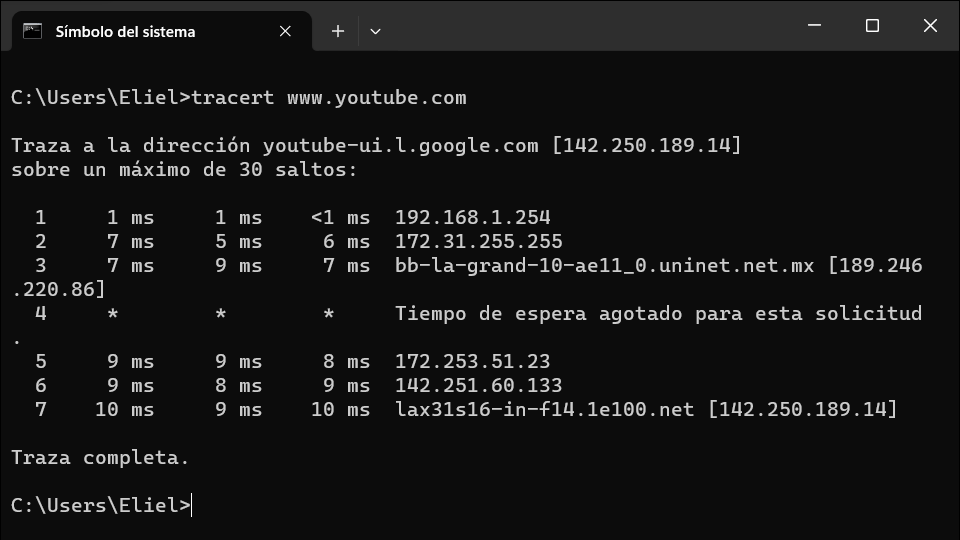 Símbolo del sistema
C:\Users\Eliel>tracert www.youtube.com
Traza a la dirección youtube-ui.l.google.com [142.250.189.14]
sobre un máximo de 30 saltos:
1 1 ms 1 ms <1 ms 192.168.1.254
2 7 ms 5 ms 6 ms 172.31.255.255
3 7 ms 9 ms 7 ms bb-la-grand-10-ae11_0.uninet.net.mx [189.246
.220.86]
4 * * * Tiempo de espera agotado para esta solicitud
.
5 9 ms 9 ms 8 ms 172.253.51.23
6 9 ms 8 ms 9 ms 142.251.60.133
7 10 ms 9 ms 10 ms lax31s16-in-f14.1e100.net [142.250.189.14]
Traza completa.
C:\Users\Eliel>